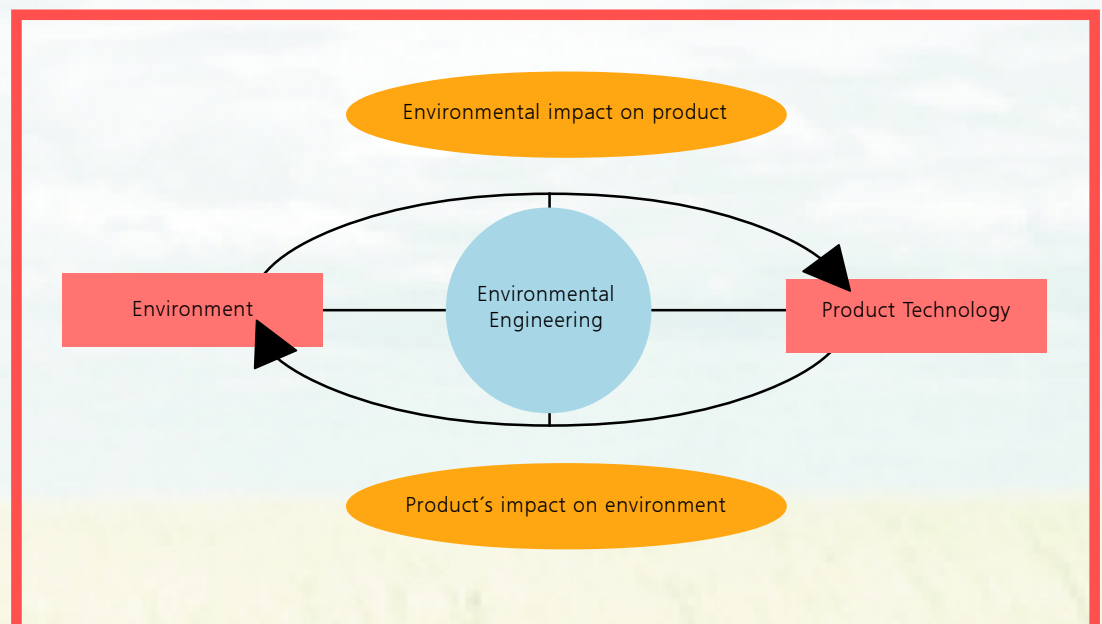 Environmental impact on product
Environment
Environmental
Engineering
Product Technology
Product´s impact on environment